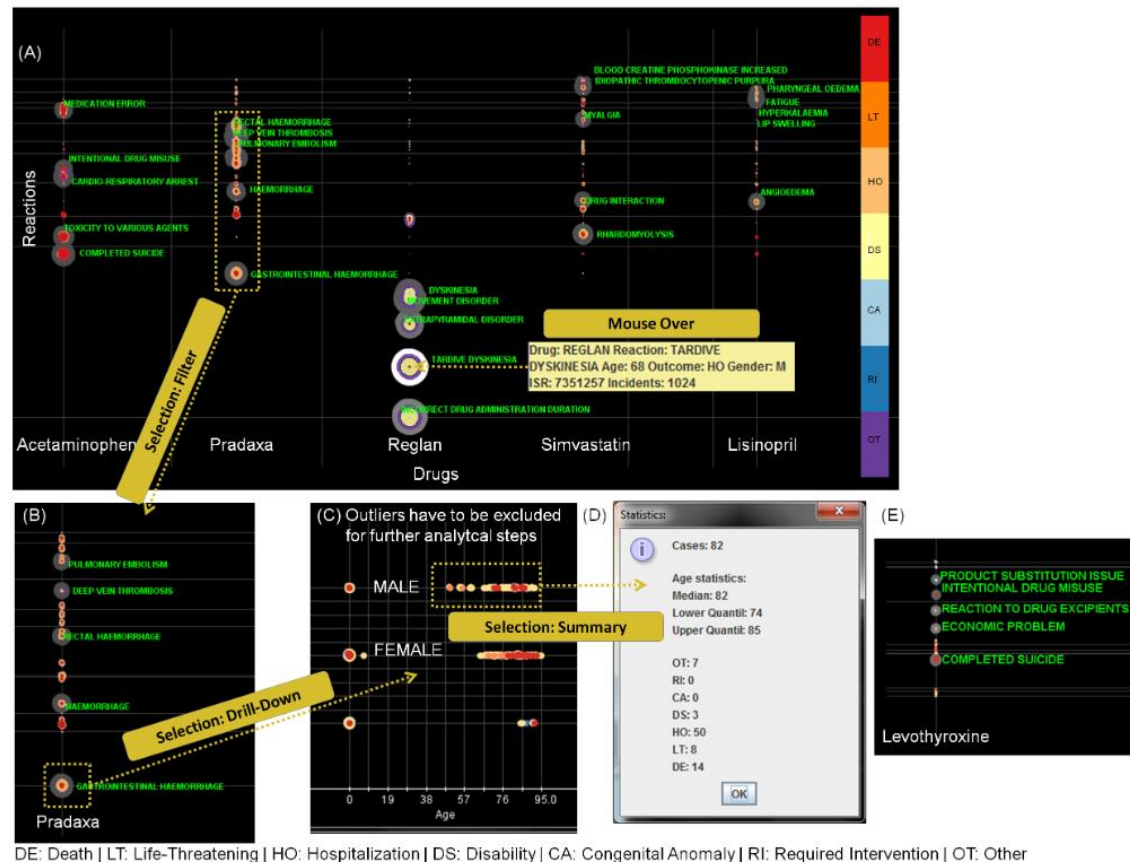 (A)
Reactions
MEDICATION ERROR
INTENTIONAL DRUG MISUSE
CARDIO-RESPIRATORY ARREST
TOXICITY TO VARIOUS AGENTS
COMPLETED SUICIDE
RECTAL HAEMORRHAGE
DEEP VEIN THROMBOSIS
PULMONARY EMBOLISM
HAEMORRHAGE
GASTROINTESTINAL HAEMORRHAGE
DYSKINESIA
MOVEMENT DISORDER
EXTRAPYRAMIDAL DISORDER
TARDIVE DYSKINESIA
INCORRECT DRUG ADMINISTRATION DURATION
BLOOD CREATINE PHOSPHOKINASE INCREASED
IDIOPATHIC THROMBOCYTOPENIC PURPURA
MYALGIA
DRUG INTERACTION
RHABDOMYOLYSIS
PHARYNGEAL OEDEMA
FATIGUE
HYPERKALAEMIA
LIP SWELLING
ANGIOEDEMA
Mouse Over
Drug: REGLAN Reaction: TARDIVE
DYSKINESIA Age: 68 Outcome: HO Gender: M
ISR: 7351257 Incidents: 1024
DE
LT
HO
DS
CA
RI
OT
Acetaminophen
Pradaxa
Reglan
Simvastatin
Lisinopril
Drugs
Selection: Filter
(B)
PULMONARY EMBOLISM
DEEP VEIN THROMBOSIS
RECTAL HAEMORRHAGE
HAEMORRHAGE
GASTROINTESTINAL HAEMORRHAGE
Pradaxa
Selection: Drill-Down
(C) Outliers have to be excluded
for further analytcal steps
MALE
FEMALE
0 19 38 57 76 95.0
Age
Selection: Summary
(D)
Statistics:
Cases: 82
Age statistics:
Median: 82
Lower Quantil: 74
Upper Quantil: 85
OT: 7
RI: 0
CA: 0
DS: 3
HO: 50
LT: 8
DE: 14
OK
(E)
PRODUCT SUBSTITUTION ISSUE
INTENTIONAL DRUG MISUSE
REACTION TO DRUG EXCIPIENTS
ECONOMIC PROBLEM
COMPLETED SUICIDE
Levothyroxine
DE: Death | LT: Life-Threatening | HO: Hospitalization | DS: Disability | CA: Congenital Anomaly | RI: Required Intervention | OT: Other